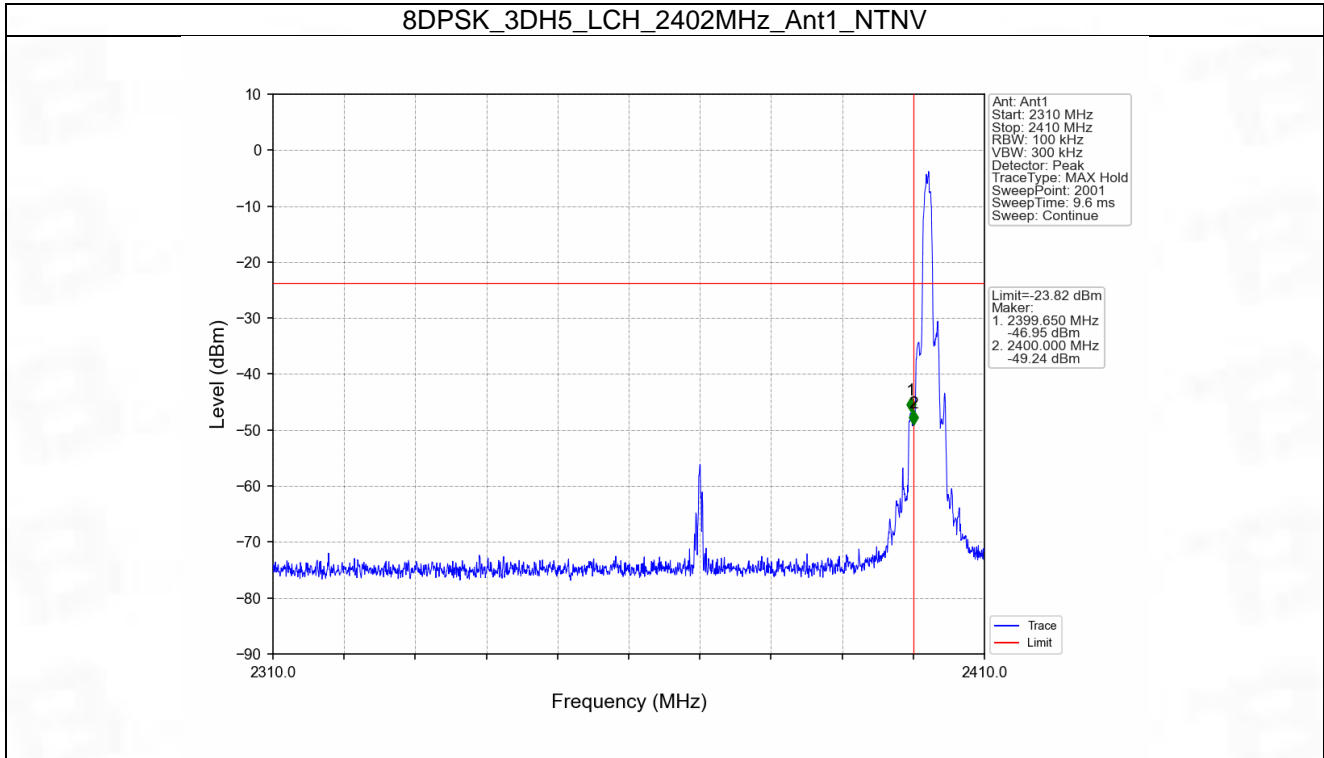 8DPSK_3DH5_LCH_2402MHz_Ant1_NTNV
10
0
−10
−20
−30
−40
−50
−60
−70
−80
−90
Level (dBm)
2310.0
2410.0
Frequency (MHz)
1
2
Ant: Ant1
Start: 2310 MHz
Stop: 2410 MHz
RBW: 100 kHz
VBW: 300 kHz
Detector: Peak
TraceType: MAX Hold
SweepPoint: 2001
SweepTime: 9.6 ms
Sweep: Continue
Limit=-23.82 dBm
Maker:
1. 2399.650 MHz
-46.95 dBm
2. 2400.000 MHz
-49.24 dBm
Trace
Limit